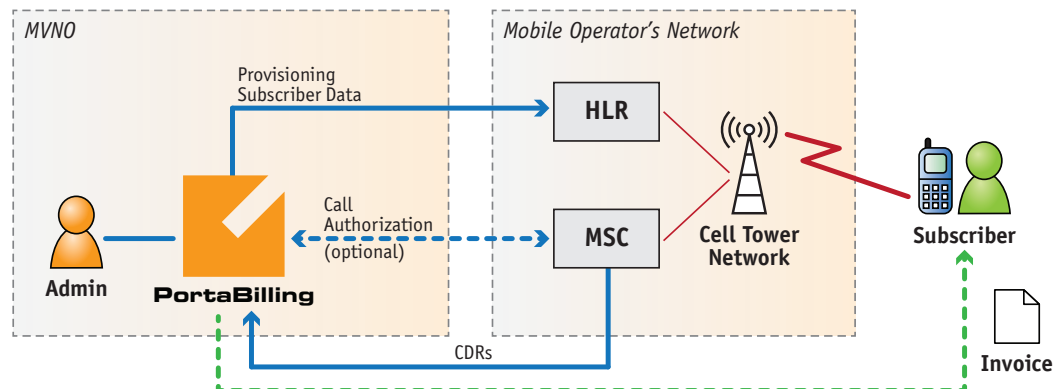 MVNO
Mobile Operator's Network
Provisioning
Subscriber Data
HLR
Call
Authorization
(optional)
MSC
Cell Tower
Network
Subscriber
Admin
PortaBilling
CDRs
Invoice